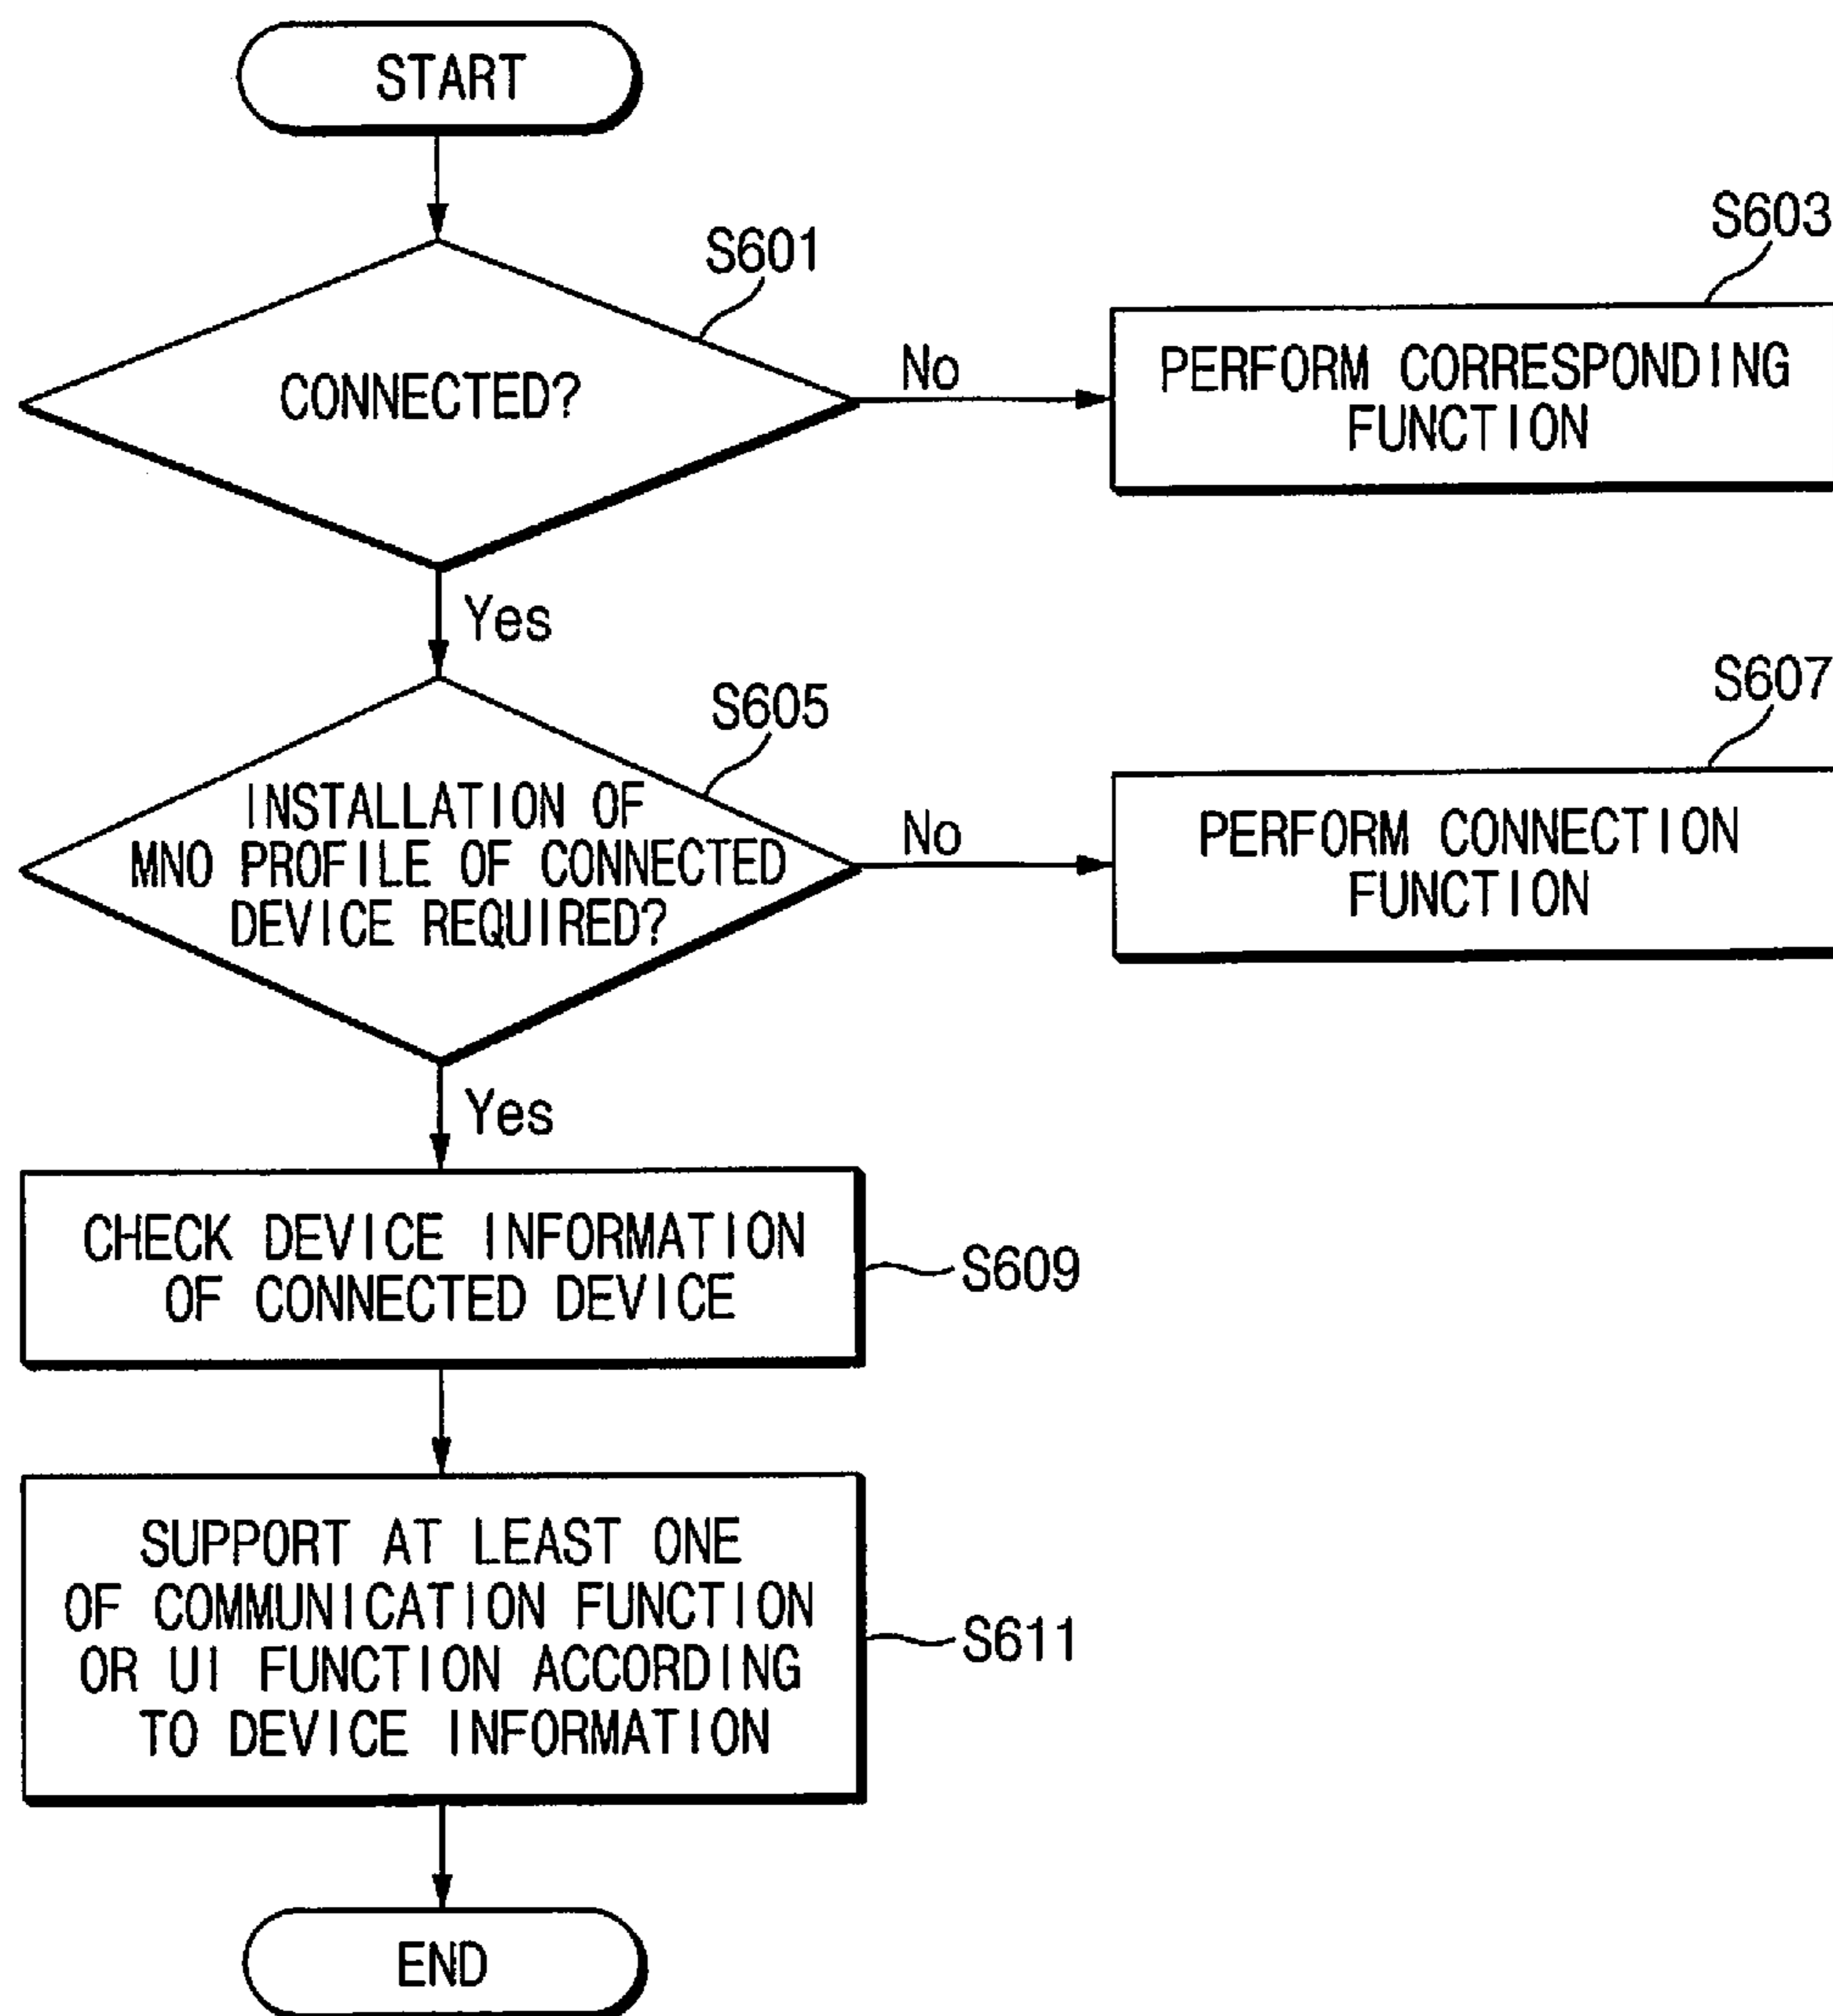 START
S601
CONNECTED?
No
S603
PERFORM CORRESPONDING
FUNCTION
Yes
S605
INSTALLATION OF
MNO PROFILE OF CONNECTED
DEVICE REQUIRED?
No
S607
PERFORM CONNECTION
FUNCTION
Yes
CHECK DEVICE INFORMATION
OF CONNECTED DEVICE
S609
SUPPORT AT LEAST ONE
OF COMMUNICATION FUNCTION
OR UI FUNCTION ACCORDING
TO DEVICE INFORMATION
S611
END